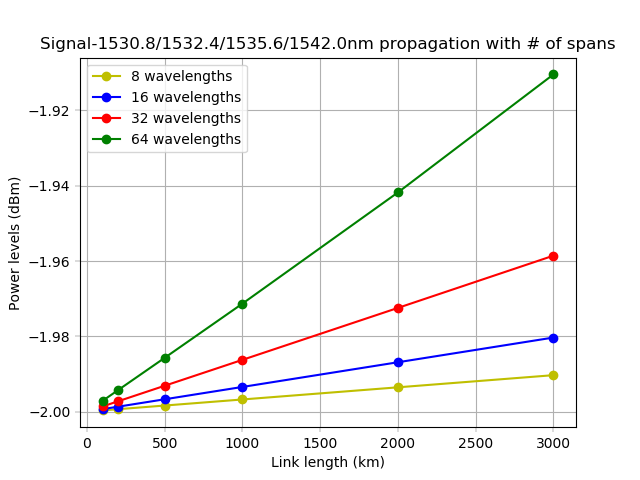 Signal-1530.8/1532.4/1535.6/1542.0nm propagation with # of spans
8 wavelengths
16 wavelengths
32 wavelengths
64 wavelengths
−1.92
−1.94
−1.96
−1.98
−2.00
Power levels (dBm)
0 500 1000 1500 2000 2500 3000
Link length (km)